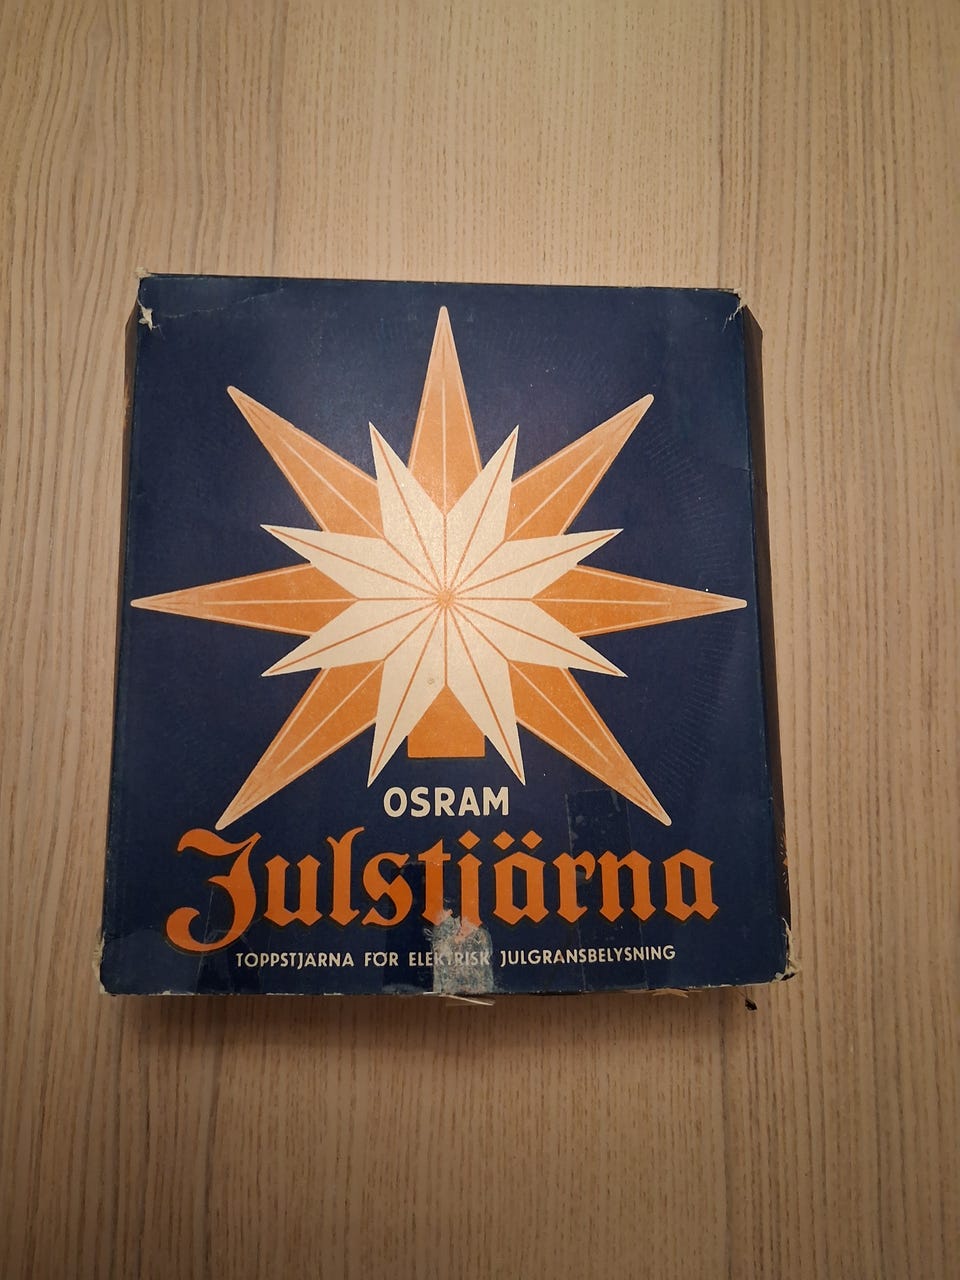 OSRAM
Julstjärna
TOPPSTJÄRNA FÖR ELEKTRISK JULGRANSBELYSNING